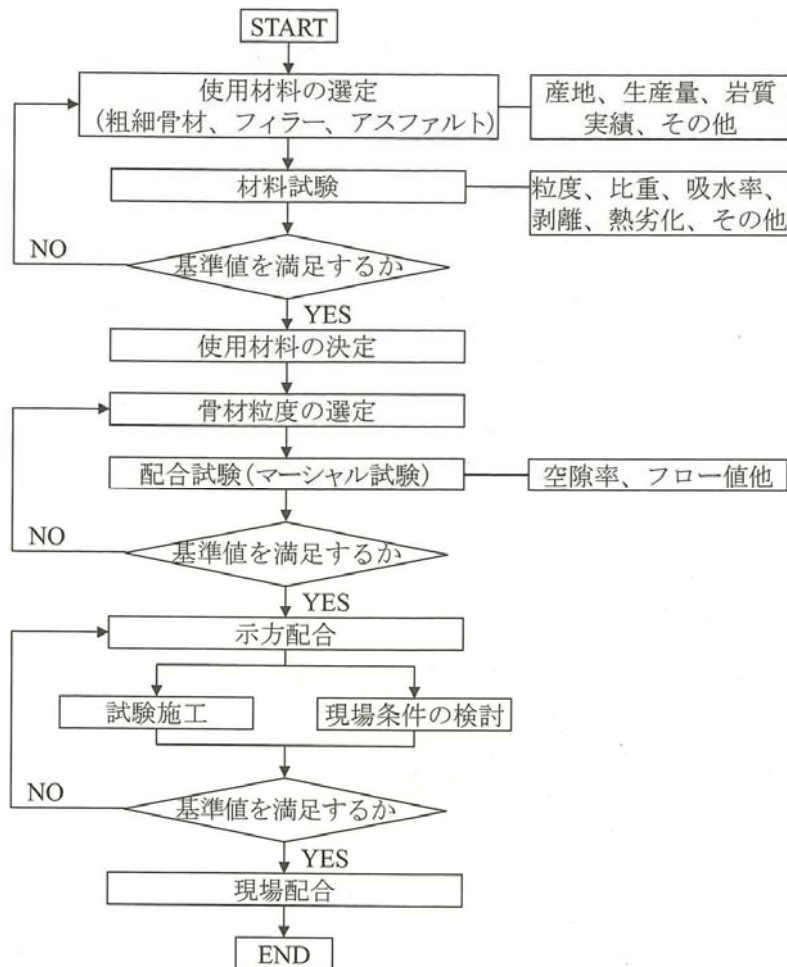 START
使用材料の選定
(粗細骨材、フィラー、アスファルト)
産地、生産量、岩質
実績、その他
材料試験
粒度、比重、吸水率、
剥離、熱劣化、その他
NO
基準値を満足するか
YES
使用材料の決定
骨材粒度の選定
配合試験(マーシャル試験)
空隙率、フロー値他
NO
基準値を満足するか
YES
示方配合
試験施工
現場条件の検討
NO
基準値を満足するか
YES
現場配合
END